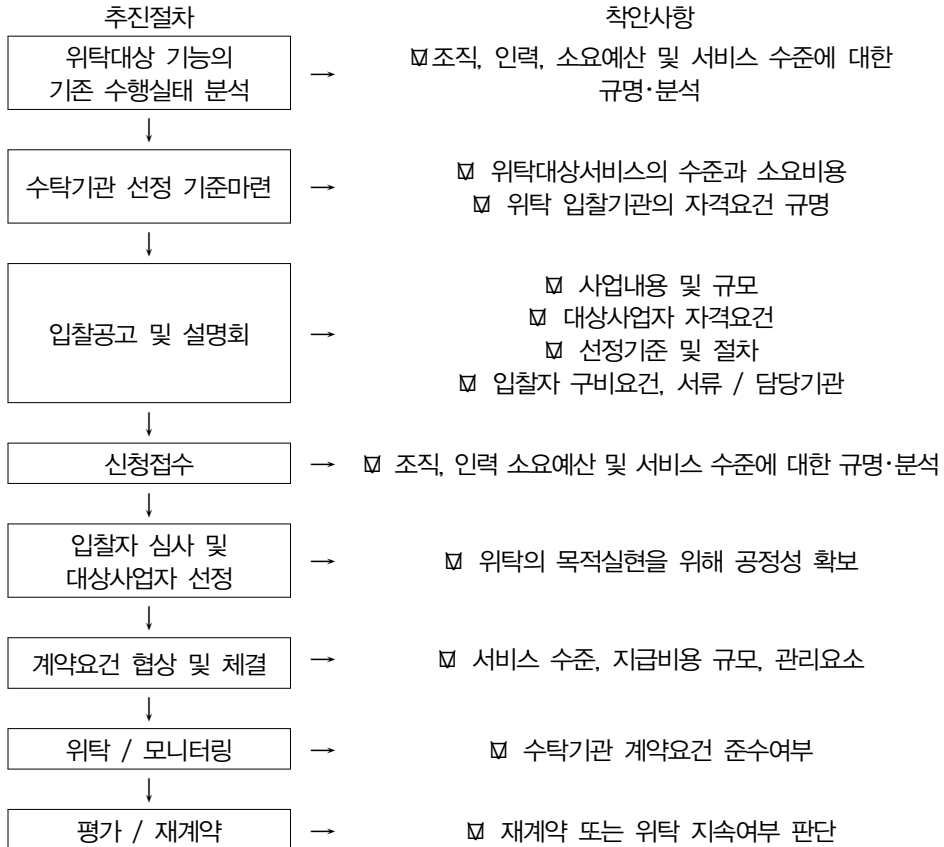 추진절차 착안사항
위탁대상 기능의
기존 수행실태 분석
→
☑조직, 인력, 소요예산 및 서비스 수준에 대한
규명·분석
↓
수탁기관 선정 기준마련
→
☑ 위탁대상서비스의 수준과 소요비용
☑ 위탁 입찰기관의 자격요건 규명
↓
입찰공고 및 설명회
→
☑ 사업내용 및 규모
☑ 대상사업자 자격요건
☑ 선정기준 및 절차
☑ 입찰자 구비요건, 서류 / 담당기관
↓
신청접수 → ☑ 조직, 인력 소요예산 및 서비스 수준에 대한 규명·분석
↓
입찰자 심사 및
대상사업자 선정
→
☑ 위탁의 목적실현을 위해 공정성 확보
↓
계약요건 협상 및 체결 → ☑ 서비스 수준, 지급비용 규모, 관리요소
↓
위탁 / 모니터링 → ☑ 수탁기관 계약요건 준수여부
↓
평가 / 재계약 → ☑ 재계약 또는 위탁 지속여부 판단